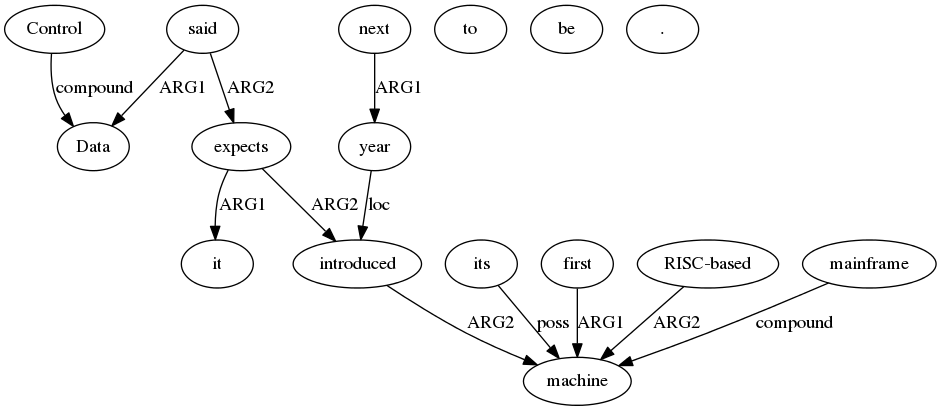 Control said next to be .
compound ARG1 ARG2 ARG1
Data expects year
ARG1 ARG2 loc
it introduced its first RISC-based mainframe
ARG2 poss ARG1 ARG2 compound
machine